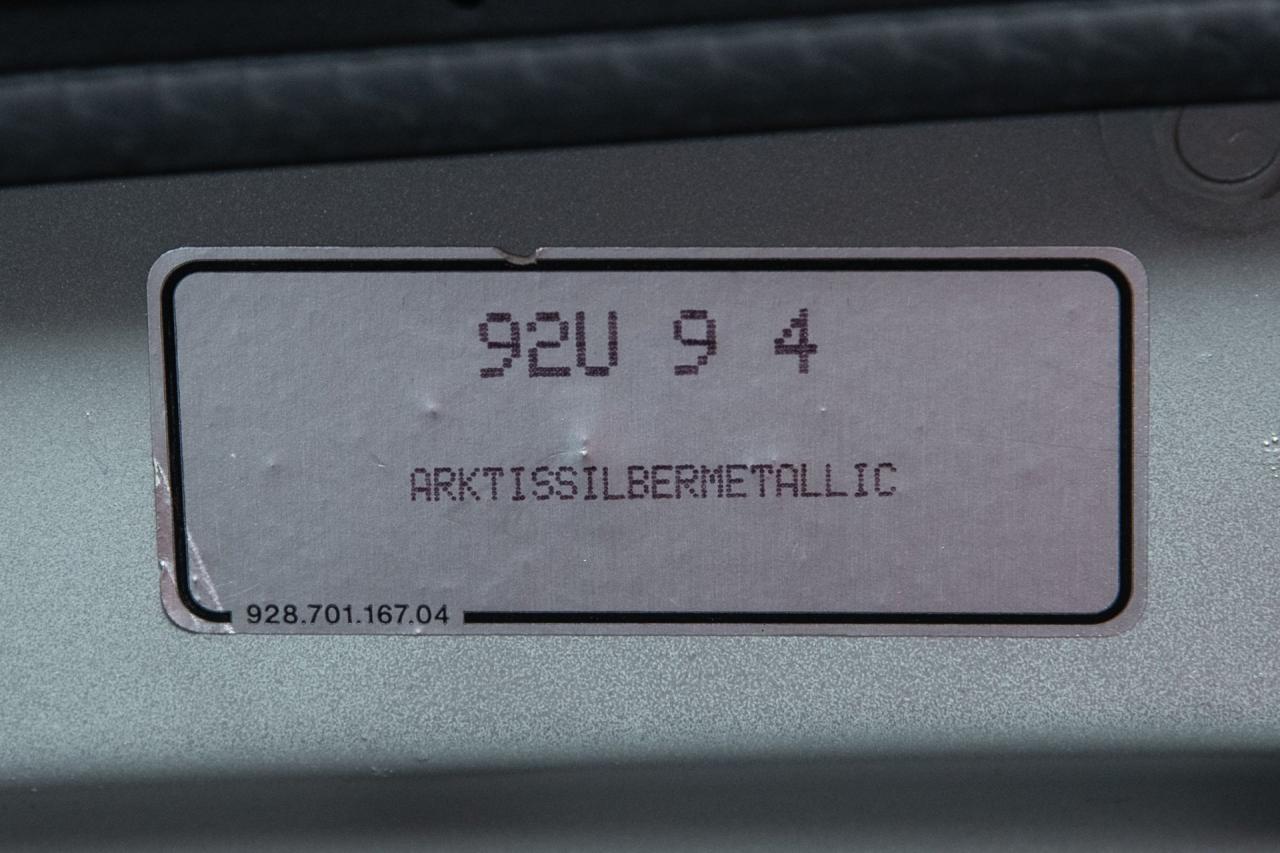 92U 9 4
ARKTISSILBERMETALLIC
928.701.167.04